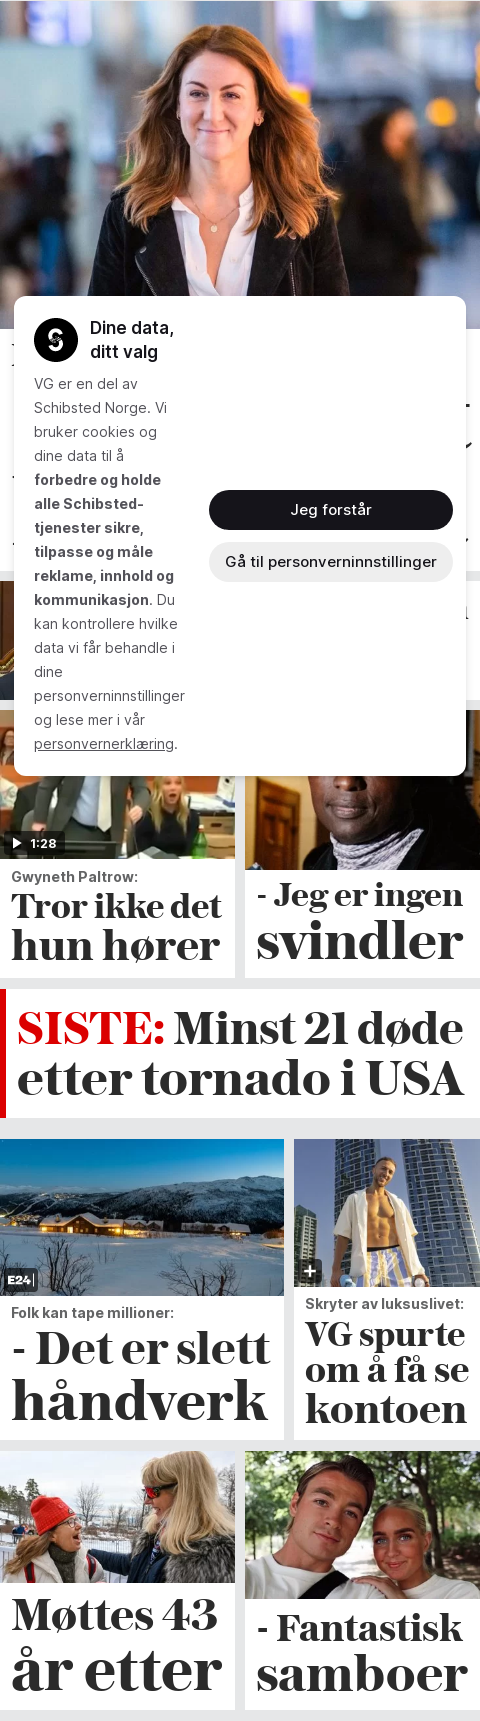 Dine data,
ditt valg
VG er en del av
Schibsted Norge. Vi
bruker cookies og
dine data til å
forbedre og holde
alle Schibsted-
tjenester sikre,
tilpasse og måle
reklame, innhold og
kommunikasjon. Du
kan kontrollere hvilke
data vi får behandle i
dine
personverninnstillinger
og lese mer i vår
personvernerklæring.
Jeg forstår
Gå til personverninnstillinger
1:28
Gwyneth Paltrow:
Tror ikke det
hun hører
- Jeg er ingen
svindler
SISTE: Minst 21 døde
etter tornado i USA
E24
Folk kan tape millioner:
- Det er slett
håndverk
+
Skryter av luksuslivet:
VG spurte
om å få se
kontoen
Møttes 43
år etter
- Fantastisk
samboer